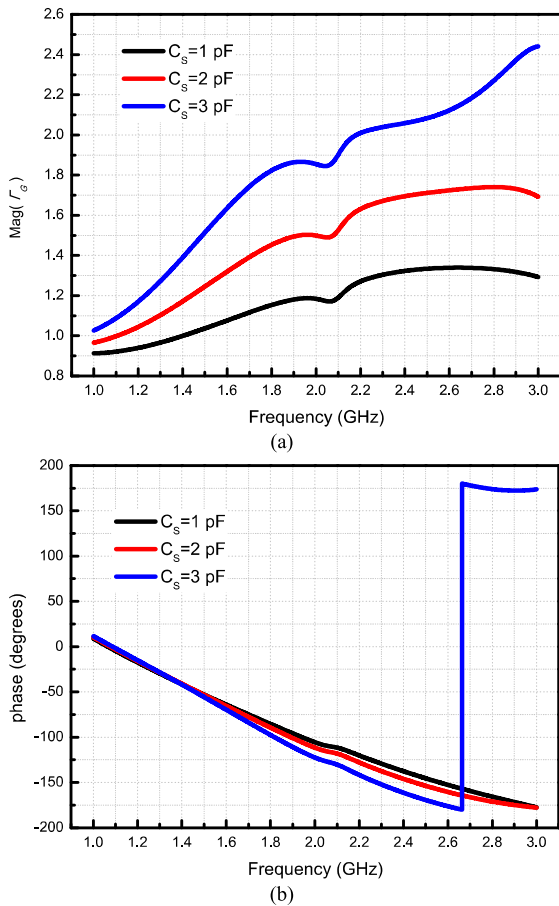 2.6
2.4
2.2
2.0
1.8
1.6
1.4
1.2
1.0
0.8
Mag(Γ_G)
C_S=1 pF
C_S=2 pF
C_S=3 pF
1.0 1.2 1.4 1.6 1.8 2.0 2.2 2.4 2.6 2.8 3.0
Frequency (GHz)
(a)
200
150
100
50
0
-50
-100
-150
-200
phase (degrees)
C_S=1 pF
C_S=2 pF
C_S=3 pF
1.0 1.2 1.4 1.6 1.8 2.0 2.2 2.4 2.6 2.8 3.0
Frequency (GHz)
(b)